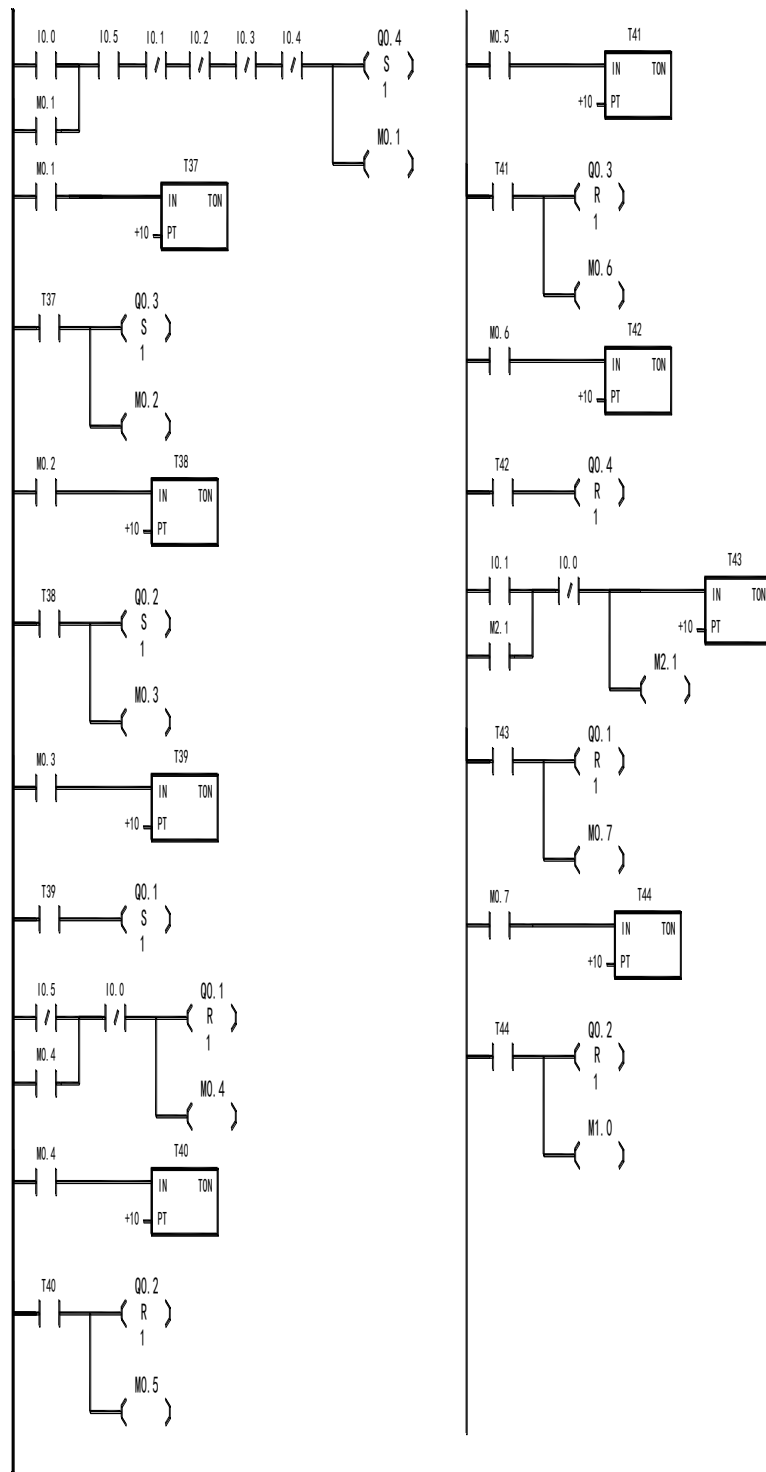 I0.0 I0.5 I0.1 I0.2 I0.3 I0.4 Q0.4
S
1
M0.1 M0.1
M0.1 T37
IN TON
+10 PT
T37 Q0.3
S
1
M0.2
M0.2 T38
IN TON
+10 PT
T38 Q0.2
S
1
M0.3
M0.3 T39
IN TON
+10 PT
T39 Q0.1
S
1
I0.5 I0.0 Q0.1
R
1
M0.4 M0.4
M0.4 T40
IN TON
+10 PT
T40 Q0.2
R
1
M0.5
M0.5 T41
IN TON
+10 PT
T41 Q0.3
R
1
M0.6
M0.6 T42
IN TON
+10 PT
T42 Q0.4
R
1
I0.1 I0.0 T43
IN TON
+10 PT
M2.1 M2.1
T43 Q0.1
R
1
M0.7
M0.7 T44
IN TON
+10 PT
T44 Q0.2
R
1
M1.0